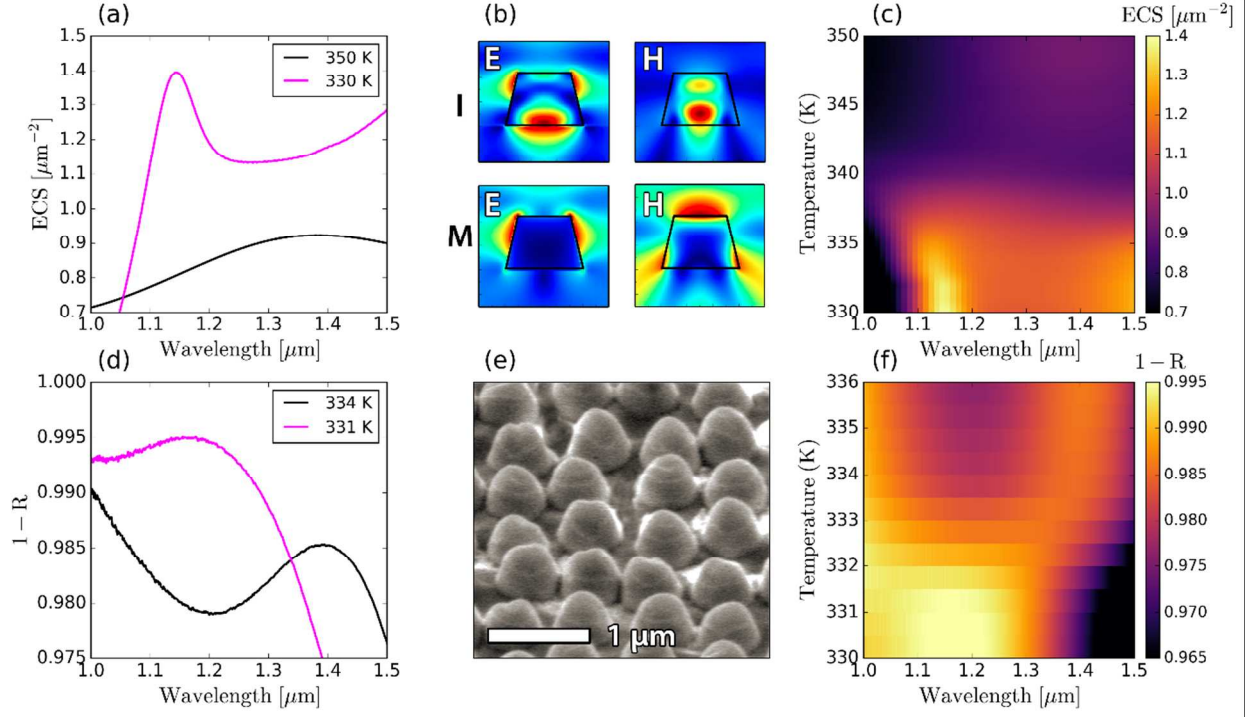 (a)
ECS [μm⁻²]
1.5
1.4
1.3
1.2
1.1
1.0
0.9
0.8
0.7
350 K
330 K
1.0 1.1 1.2 1.3 1.4 1.5
Wavelength [μm]
(b)
I
E
H
M
E
H
(c)
ECS [μm⁻²]
Temperature (K)
350
345
340
335
330
1.0 1.1 1.2 1.3 1.4 1.5
Wavelength [μm]
1.4
1.3
1.2
1.1
1.0
0.9
0.8
0.7
(d)
1 − R
1.000
0.995
0.990
0.985
0.980
0.975
334 K
331 K
1.0 1.1 1.2 1.3 1.4 1.5
Wavelength [μm]
(e)
1 μm
(f)
1 − R
Temperature (K)
336
335
334
333
332
331
330
1.0 1.1 1.2 1.3 1.4 1.5
Wavelength [μm]
0.995
0.990
0.985
0.980
0.975
0.970
0.965